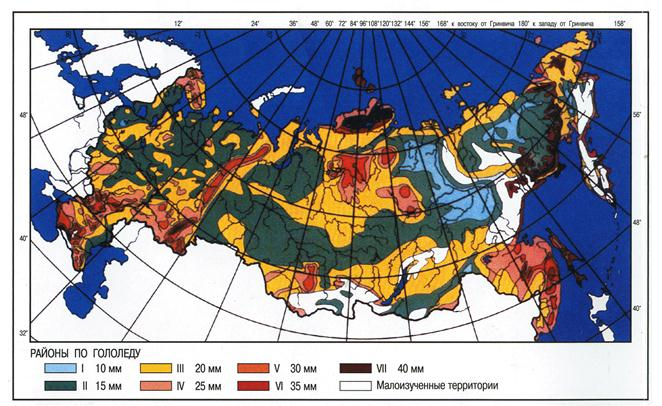 12° 24° 36° 48° 60° 72° 84° 96° 108° 120° 132° 144° 156° 168° к востоку от Гринвича 180° к западу от Гринвича 158°
48°
56°
40°
48°
40°
32°
РАЙОНЫ ПО ГОЛОЛЕДУ
I 10 мм III 20 мм V 30 мм VII 40 мм
II 15 мм IV 25 мм VI 35 мм Малоизученные территории